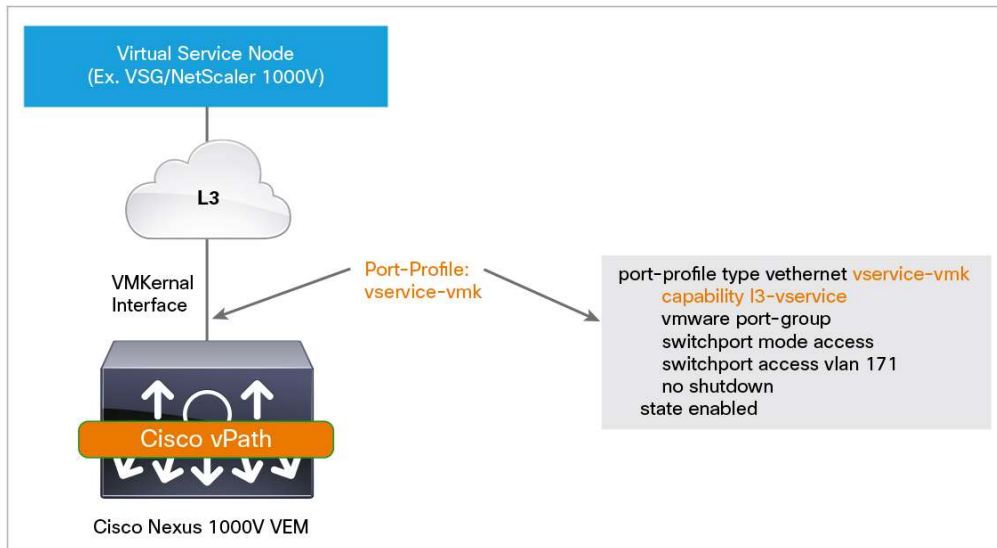 Virtual Service Node
(Ex. VSG/NetScaler 1000V)
L3
VMKernal
Interface
Port-Profile:
vservice-vmk
port-profile type vethernet vservice-vmk
capability l3-vservice
vmware port-group
switchport mode access
switchport access vlan 171
no shutdown
state enabled
Cisco vPath
Cisco Nexus 1000V VEM